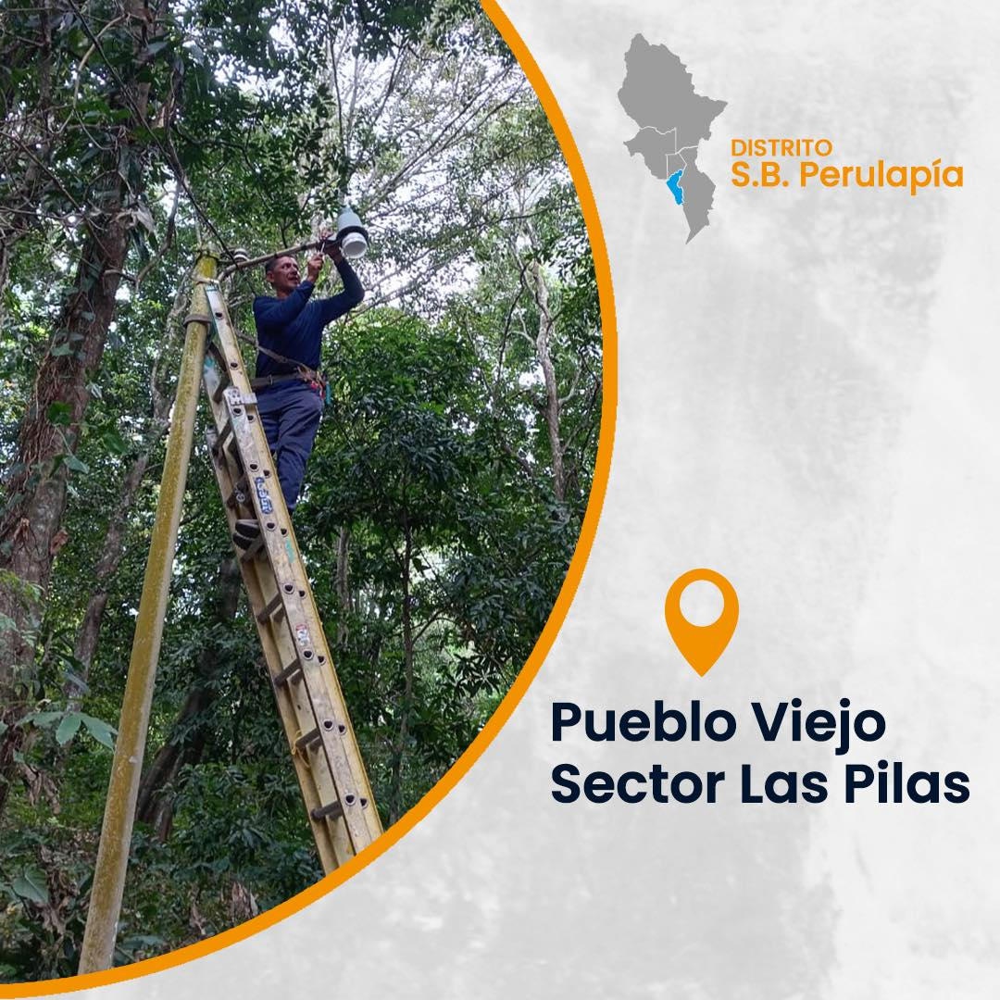 DISTRITO
S.B. Perulapía
Pueblo Viejo
Sector Las Pilas